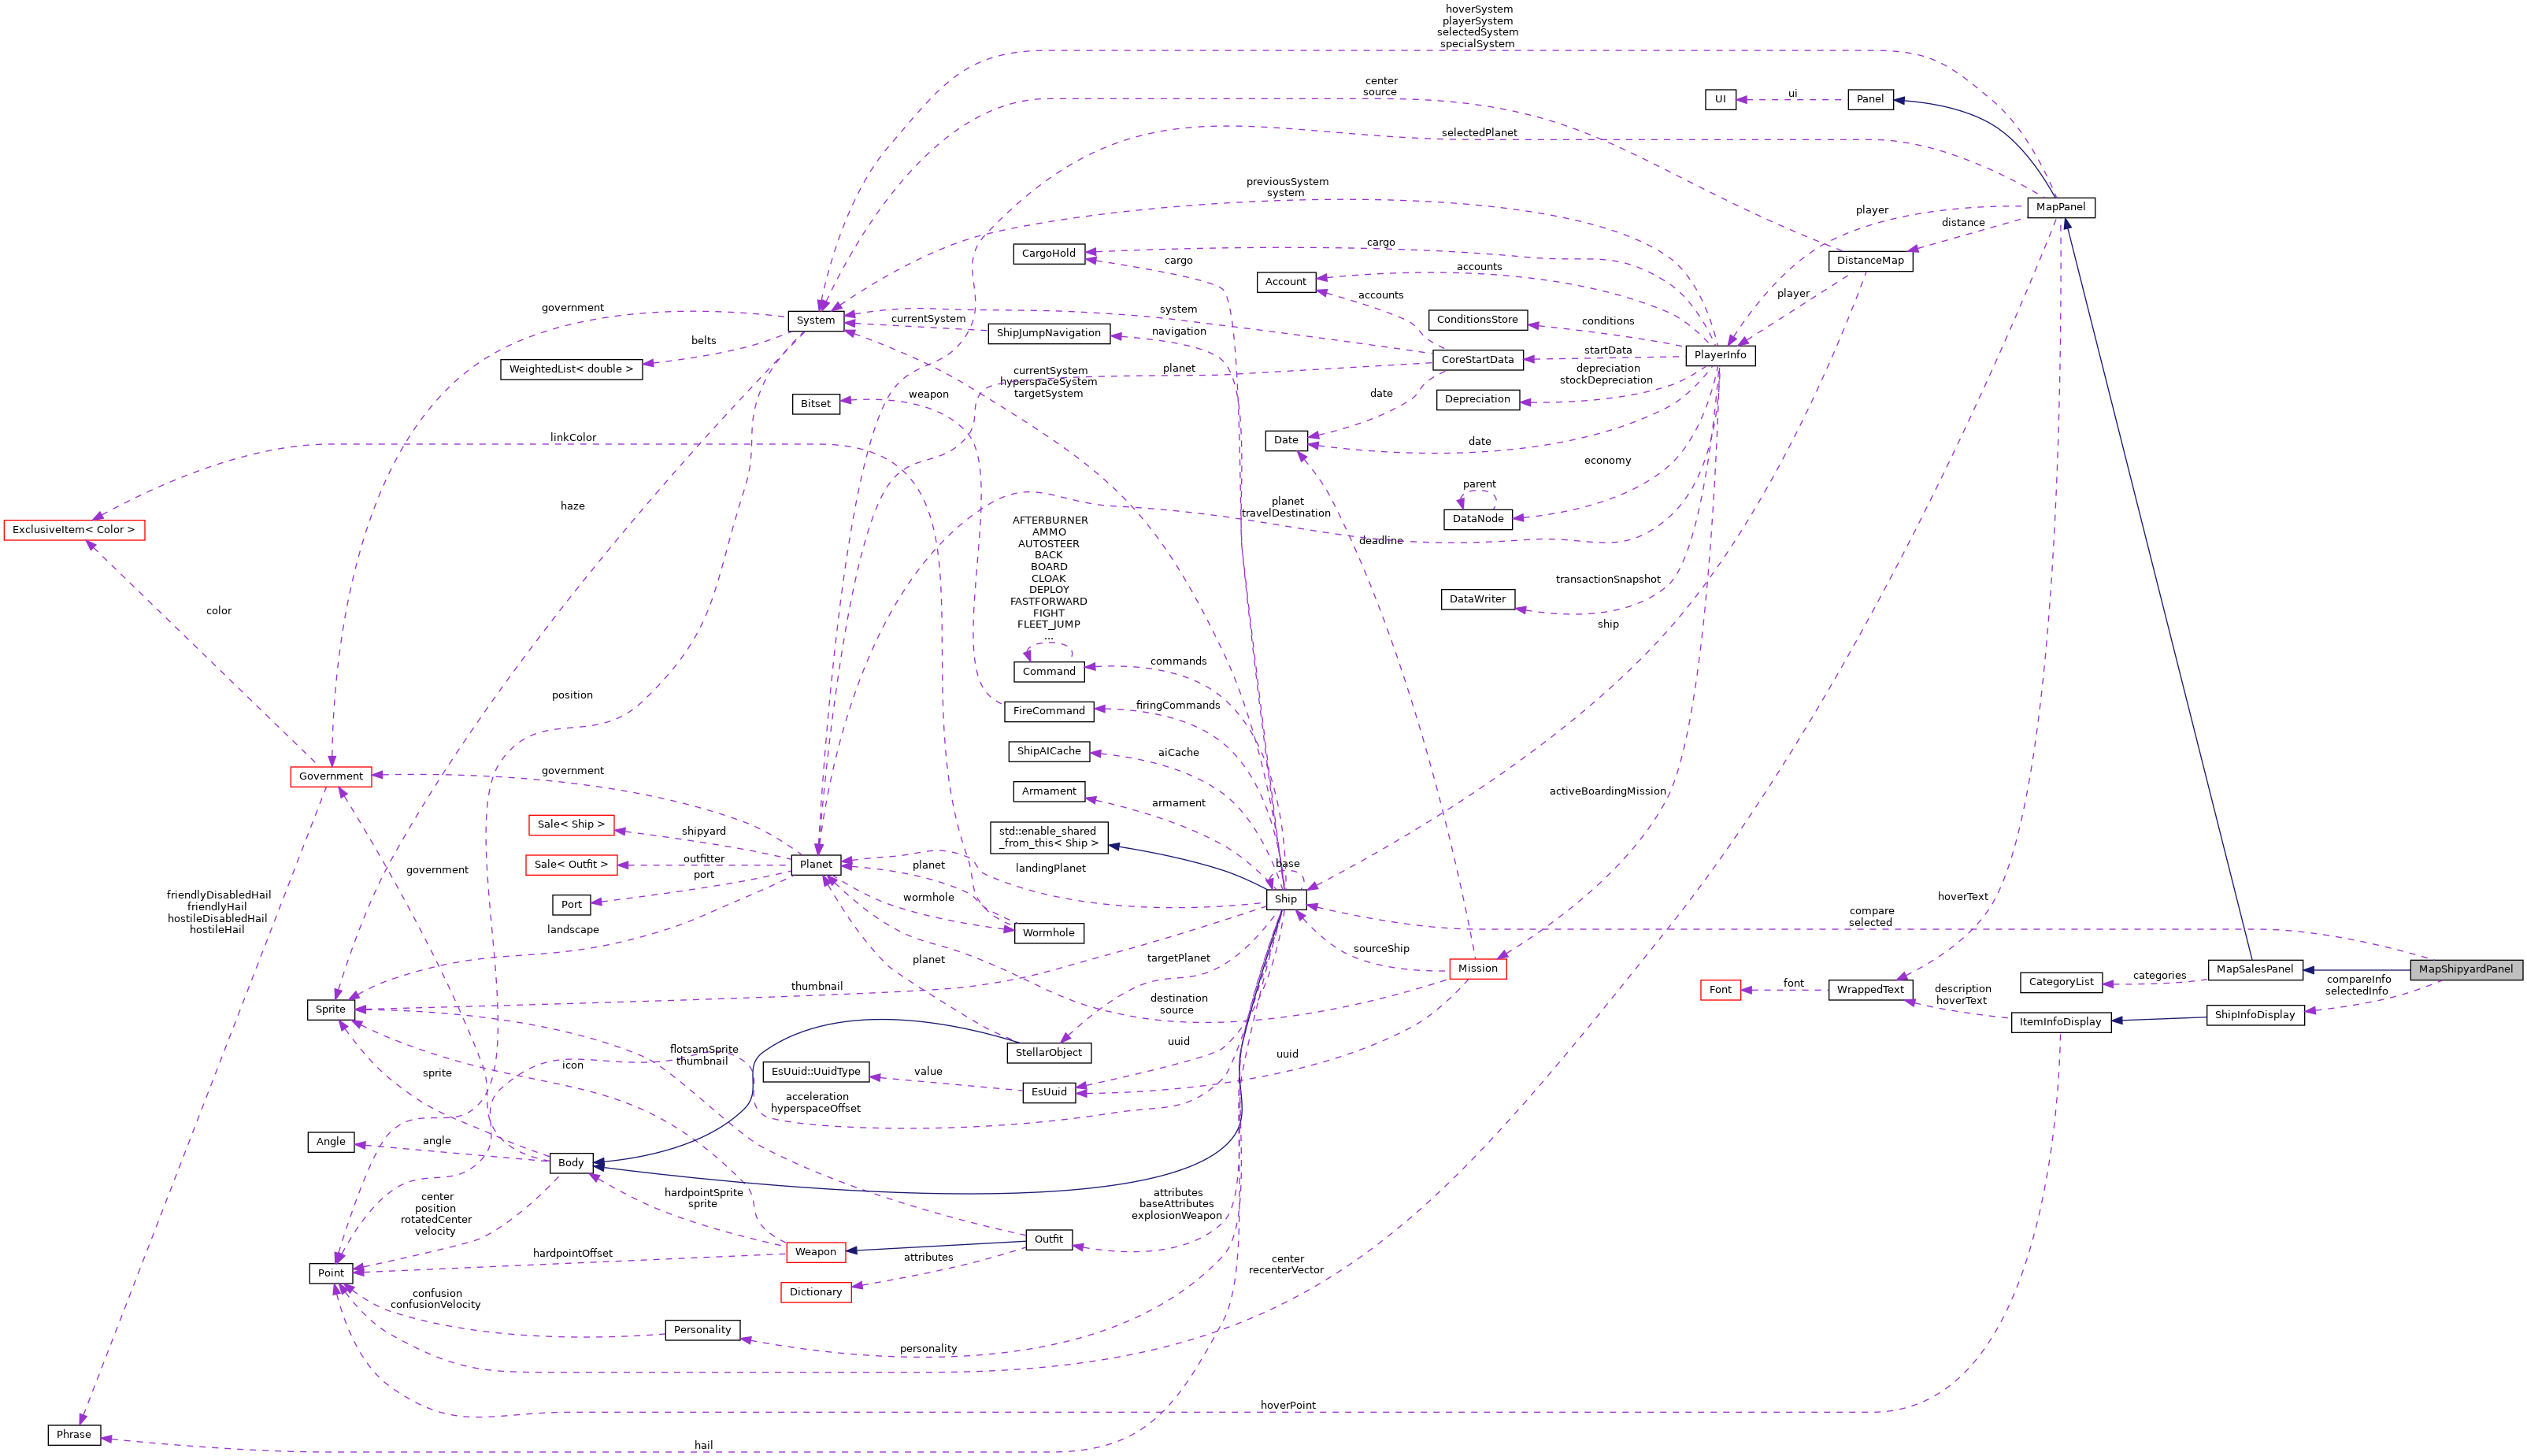 hoverSystem
playerSystem
selectedSystem
specialSystem
center
source
UI
ui
Panel
selectedPlanet
previousSystem
system
MapPanel
player
distance
CargoHold
cargo
cargo
DistanceMap
Account
accounts
accounts
player
government
System
currentSystem
ShipJumpNavigation
system
navigation
ConditionsStore
conditions
belts
WeightedList< double >
CoreStartData
startData
PlayerInfo
currentSystem
hyperspaceSystem
targetSystem
planet
depreciation
stockDepreciation
Bitset
weapon
date
Depreciation
linkColor
Date
date
economy
haze
parent
planet
travelDestination
DataNode
ExclusiveItem< Color >
AFTERBURNER
AMMO
AUTOSTEER
BACK
BOARD
CLOAK
DEPLOY
FASTFORWARD
FIGHT
FLEET_JUMP
...
deadline
transactionSnapshot
DataWriter
color
ship
Command
commands
position
FireCommand
firingCommands
ShipAICache
aiCache
Government
government
Armament
armament
activeBoardingMission
Sale< Ship >
shipyard
std::enable_shared
_from_this< Ship >
Sale< Outfit >
outfitter
Planet
planet
landingPlanet
base
government
port
Port
wormhole
Ship
hoverText
friendlyDisabledHail
friendlyHail
hostileDisabledHail
hostileHail
landscape
Wormhole
compare
selected
planet
targetPlanet
sourceShip
Mission
MapSalesPanel
MapShipyardPanel
categories
CategoryList
compareInfo
selectedInfo
thumbnail
Font
font
WrappedText
description
hoverText
Sprite
destination
source
ItemInfoDisplay
ShipInfoDisplay
flotsamSprite
thumbnail
StellarObject
uuid
uuid
sprite
icon
EsUuid::UuidType
value
EsUuid
acceleration
hyperspaceOffset
Angle
angle
Body
center
position
rotatedCenter
velocity
hardpointSprite
sprite
attributes
baseAttributes
explosionWeapon
hardpointOffset
Weapon
Outfit
attributes
Point
center
recenterVector
Dictionary
confusion
confusionVelocity
Personality
personality
hoverPoint
Phrase
hail